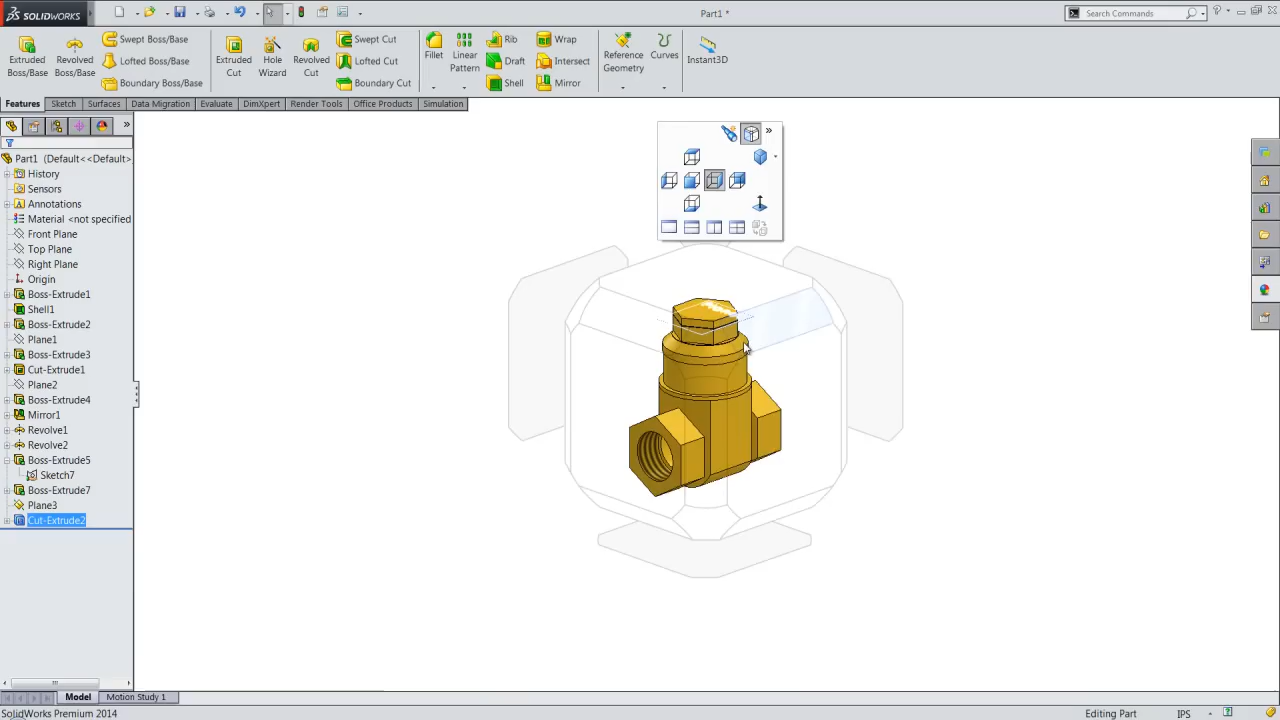 SOLIDWORKS
Part1 *
Search Commands
Extruded Boss/Base
Revolved Boss/Base
Swept Boss/Base
Lofted Boss/Base
Boundary Boss/Base
Extruded Cut
Hole Wizard
Revolved Cut
Swept Cut
Lofted Cut
Boundary Cut
Fillet
Linear Pattern
Rib
Draft
Shell
Wrap
Intersect
Mirror
Reference Geometry
Curves
Instant3D
Features
Sketch
Surfaces
Data Migration
Evaluate
DimXpert
Render Tools
Office Products
Simulation
Part1 (Default<<Default>
History
Sensors
Annotations
Material <not specified
Front Plane
Top Plane
Right Plane
Origin
Boss-Extrude1
Shell1
Boss-Extrude2
Plane1
Boss-Extrude3
Cut-Extrude1
Plane2
Boss-Extrude4
Mirror1
Revolve1
Revolve2
Boss-Extrude5
Sketch7
Boss-Extrude7
Plane3
Cut-Extrude2
Model
Motion Study 1
SolidWorks Premium 2014
Editing Part
IPS